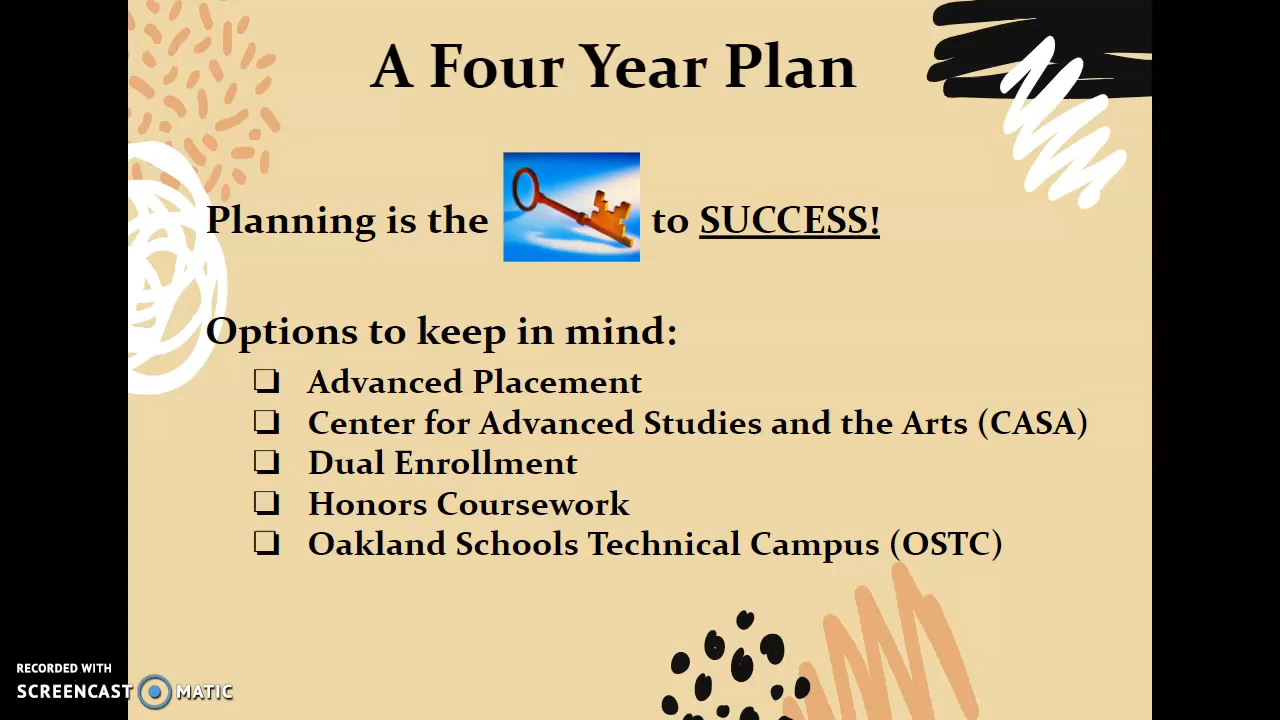 A Four Year Plan
Planning is the to SUCCESS!
Options to keep in mind:
❏ Advanced Placement
❏ Center for Advanced Studies and the Arts (CASA)
❏ Dual Enrollment
❏ Honors Coursework
❏ Oakland Schools Technical Campus (OSTC)
RECORDED WITH
SCREENCAST MATIC